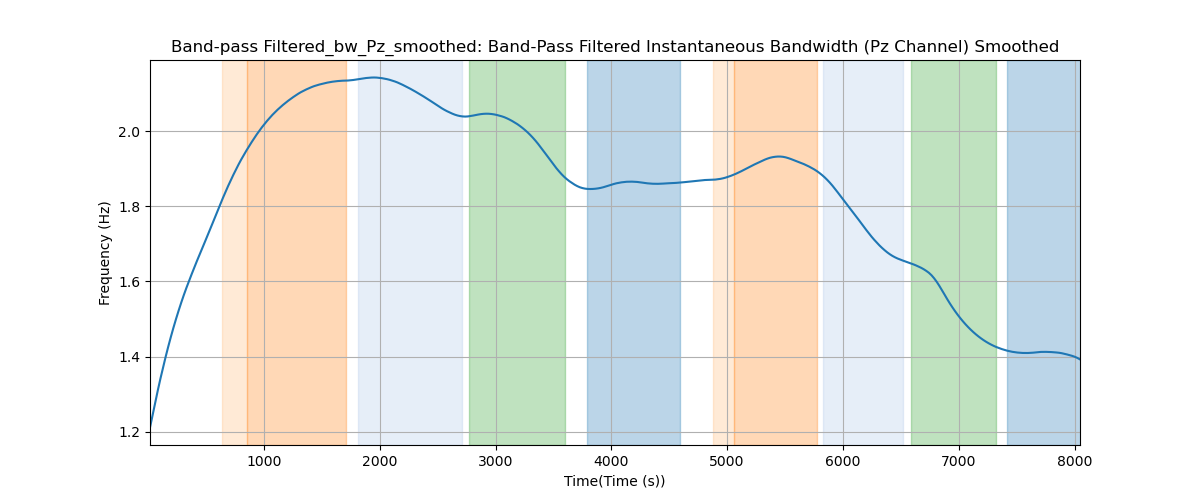 Band-pass Filtered_bw_Pz_smoothed: Band-Pass Filtered Instantaneous Bandwidth (Pz Channel) Smoothed
Frequency (Hz)
2.0
1.8
1.6
1.4
1.2
1000 2000 3000 4000 5000 6000 7000 8000
Time(Time (s))